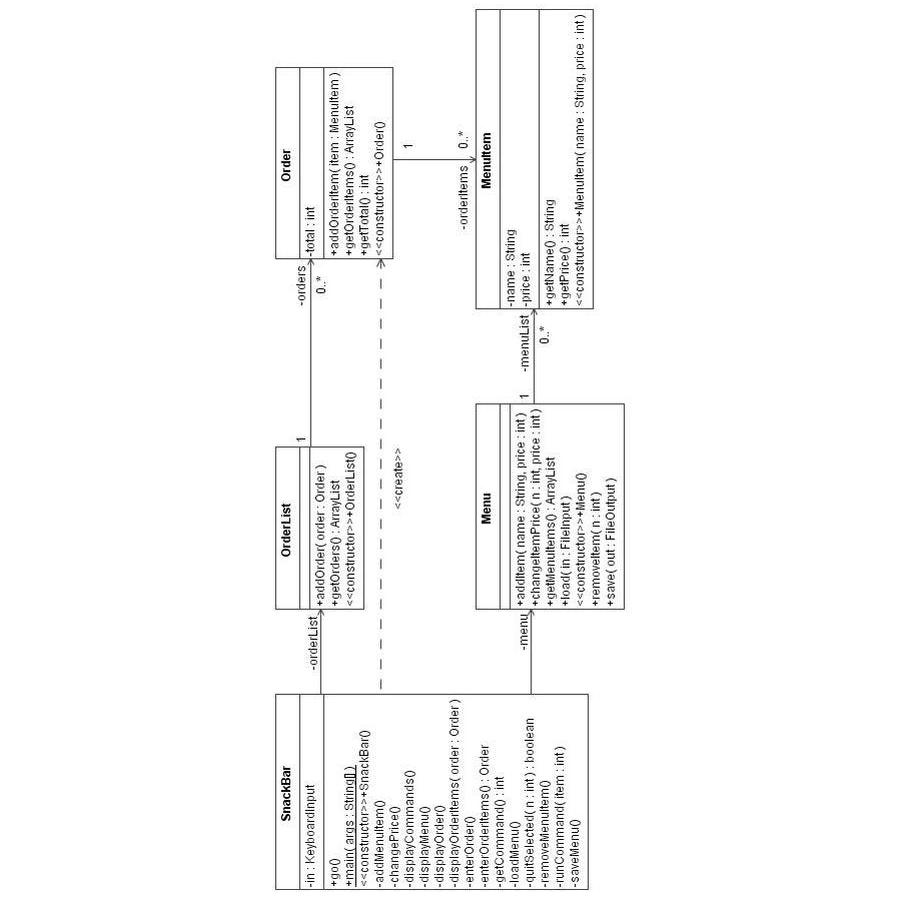 SnackBar
-in : KeyboardInput
+go()
+main( args : String[] )
<<constructor>>+SnackBar()
-addMenuItem()
-changePrice()
-displayCommands()
-displayMenu()
-displayOrder()
-displayOrderItems( order : Order )
-enterOrder()
-enterOrderItems() : Order
-getCommand() : int
-loadMenu()
-quitSelected( n : int ) : boolean
-removeMenuItem()
-runCommand( item : int )
-saveMenu()
-orderList
OrderList
+addOrder( order : Order )
+getOrders() : ArrayList
<<constructor>>+OrderList()
1
-orders
0..*
<<create>>
Order
-total : int
+addOrderItem( item : MenuItem )
+getOrderItems() : ArrayList
+getTotal() : int
<<constructor>>+Order()
1
-orderItems
0..*
-menu
Menu
+addItem( name : String, price : int )
+changeItemPrice( n : int, price : int )
+getMenuItems() : ArrayList
+load( in : FileInput )
<<constructor>>+Menu()
+removeItem( n : int )
+save( out : FileOutput )
1
-menuList
0..*
MenuItem
-name : String
-price : int
+getName() : String
+getPrice() : int
<<constructor>>+MenuItem( name : String, price : int )